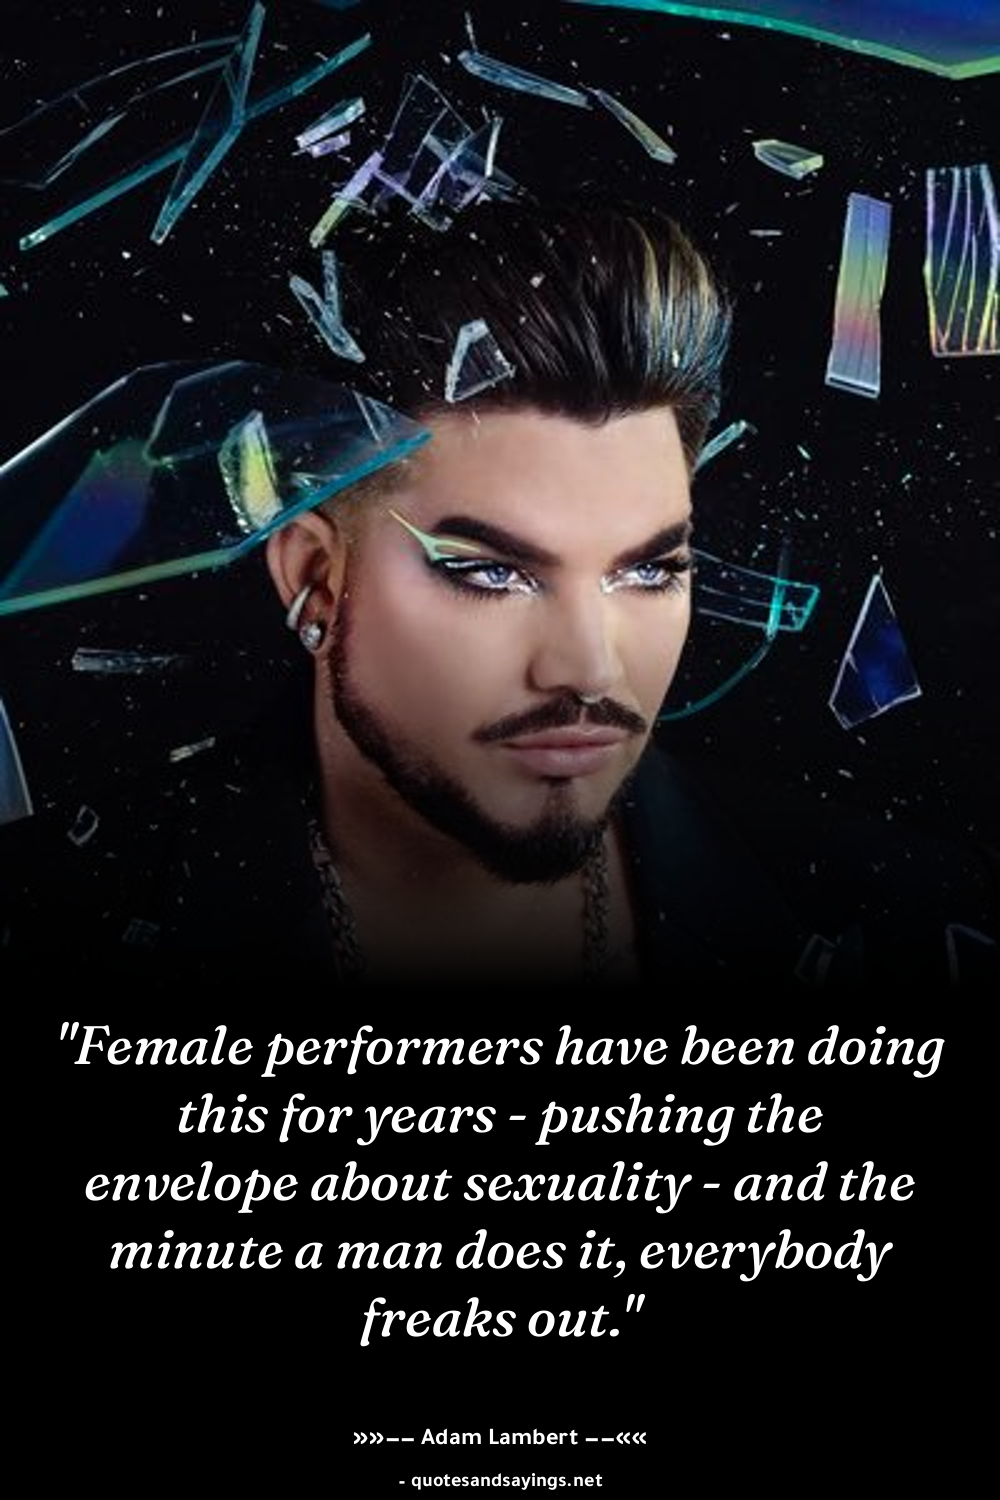 "Female performers have been doing
this for years - pushing the
envelope about sexuality - and the
minute a man does it, everybody
freaks out."
»»–– Adam Lambert ––««
- quotesandsayings.net